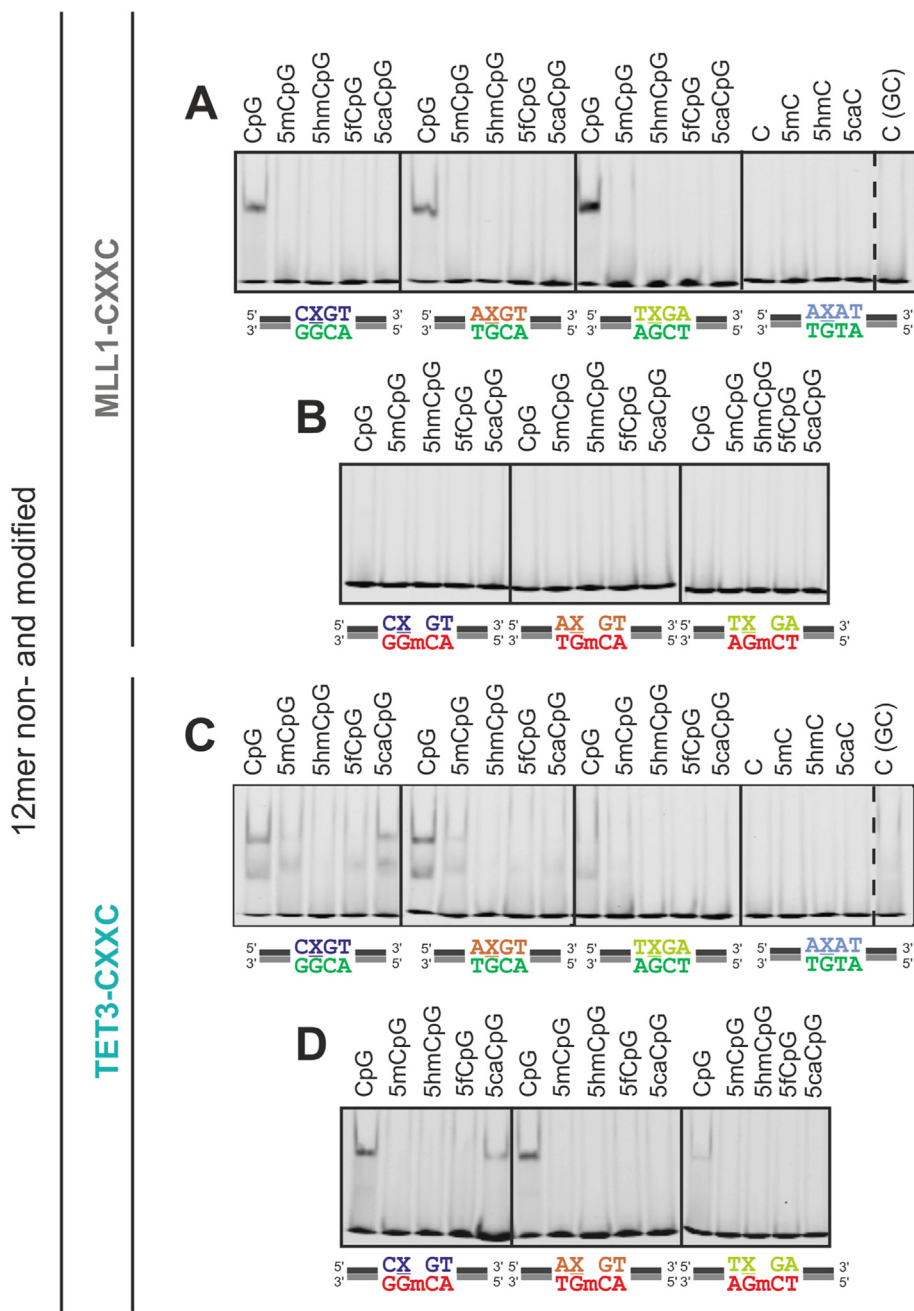 12mer non- and modified
MLL1-CXXC
TET3-CXXC
A
CpG 5mCpG 5hmCpG 5fCpG 5caCpG CpG 5mCpG 5hmCpG 5fCpG 5caCpG CpG 5mCpG 5hmCpG 5fCpG 5caCpG C 5mC 5hmC 5caC C (GC)
5' CXGT 3' 5' AXGT 3' 5' TXGA 3' 5' AXAT 3'
3' GGCA 5' 3' TGCA 5' 3' AGCT 5' 3' TGTA 5'
B
CpG 5mCpG 5hmCpG 5fCpG 5caCpG CpG 5mCpG 5hmCpG 5fCpG 5caCpG CpG 5mCpG 5hmCpG 5fCpG 5caCpG
5' CX GT 3' 5' AX GT 3' 5' TX GA 3'
3' GGmCA 5' 3' TGmCA 5' 3' AGmCT 5'
C
CpG 5mCpG 5hmCpG 5fCpG 5caCpG CpG 5mCpG 5hmCpG 5fCpG 5caCpG CpG 5mCpG 5hmCpG 5fCpG 5caCpG C 5mC 5hmC 5caC C (GC)
5' CXGT 3' 5' AXGT 3' 5' TXGA 3' 5' AXAT 3'
3' GGCA 5' 3' TGCA 5' 3' AGCT 5' 3' TGTA 5'
D
CpG 5mCpG 5hmCpG 5fCpG 5caCpG CpG 5mCpG 5hmCpG 5fCpG 5caCpG CpG 5mCpG 5hmCpG 5fCpG 5caCpG
5' CX GT 3' 5' AX GT 3' 5' TX GA 3'
3' GGmCA 5' 3' TGmCA 5' 3' AGmCT 5'